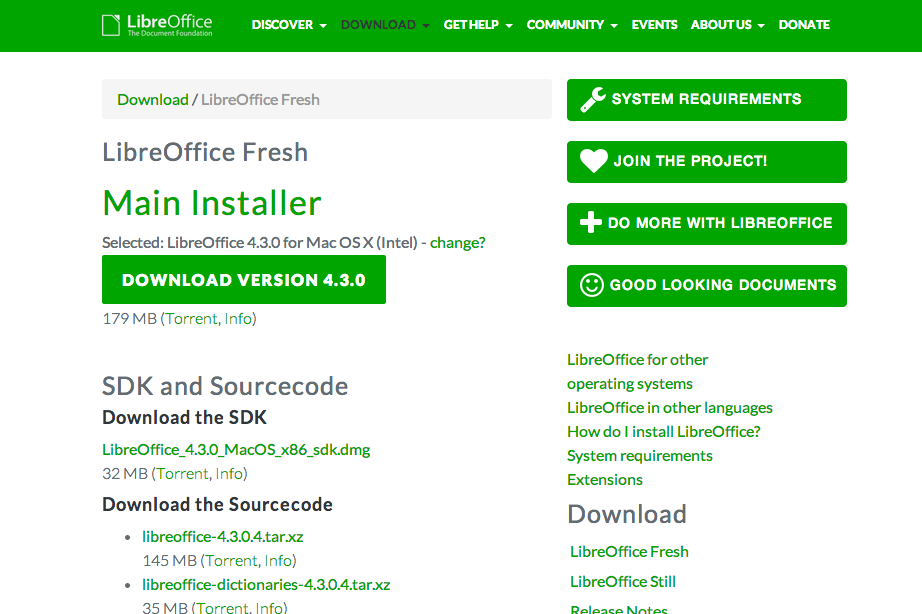 LibreOffice
The Document Foundation
DISCOVER DOWNLOAD GET HELP COMMUNITY EVENTS ABOUT US DONATE
Download / LibreOffice Fresh
LibreOffice Fresh
Main Installer
Selected: LibreOffice 4.3.0 for Mac OS X (Intel) - change?
DOWNLOAD VERSION 4.3.0
179 MB (Torrent, Info)
SDK and Sourcecode
Download the SDK
LibreOffice_4.3.0_MacOS_x86_sdk.dmg
32 MB (Torrent, Info)
Download the Sourcecode
• libreoffice-4.3.0.4.tar.xz
145 MB (Torrent, Info)
• libreoffice-dictionaries-4.3.0.4.tar.xz
35 MB (Torrent, Info)
SYSTEM REQUIREMENTS
JOIN THE PROJECT!
DO MORE WITH LIBREOFFICE
GOOD LOOKING DOCUMENTS
LibreOffice for other
operating systems
LibreOffice in other languages
How do I install LibreOffice?
System requirements
Extensions
Download
LibreOffice Fresh
LibreOffice Still
Release Notes